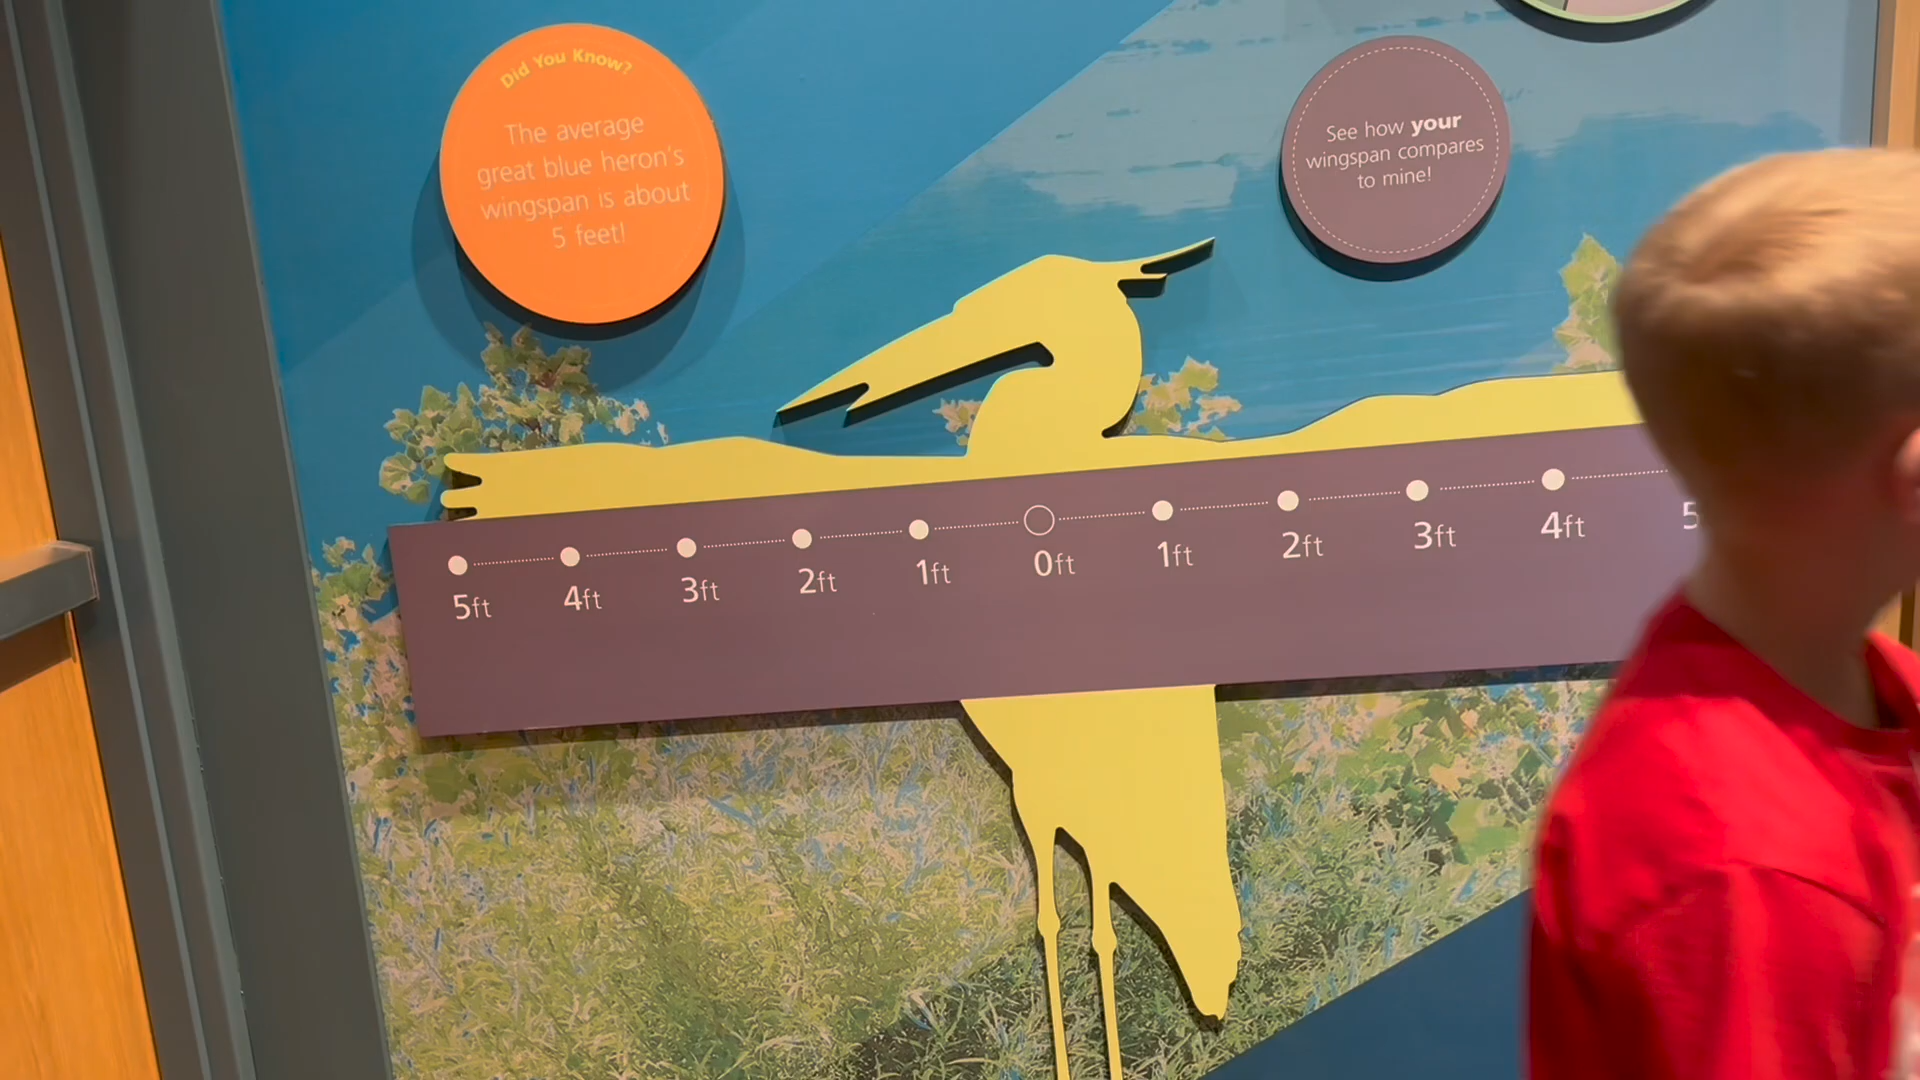 Did You Know?
The average
great blue heron's
wingspan is about
5 feet!
See how your
wingspan compares
to mine!
5ft 4ft 3ft 2ft 1ft 0ft 1ft 2ft 3ft 4ft 5